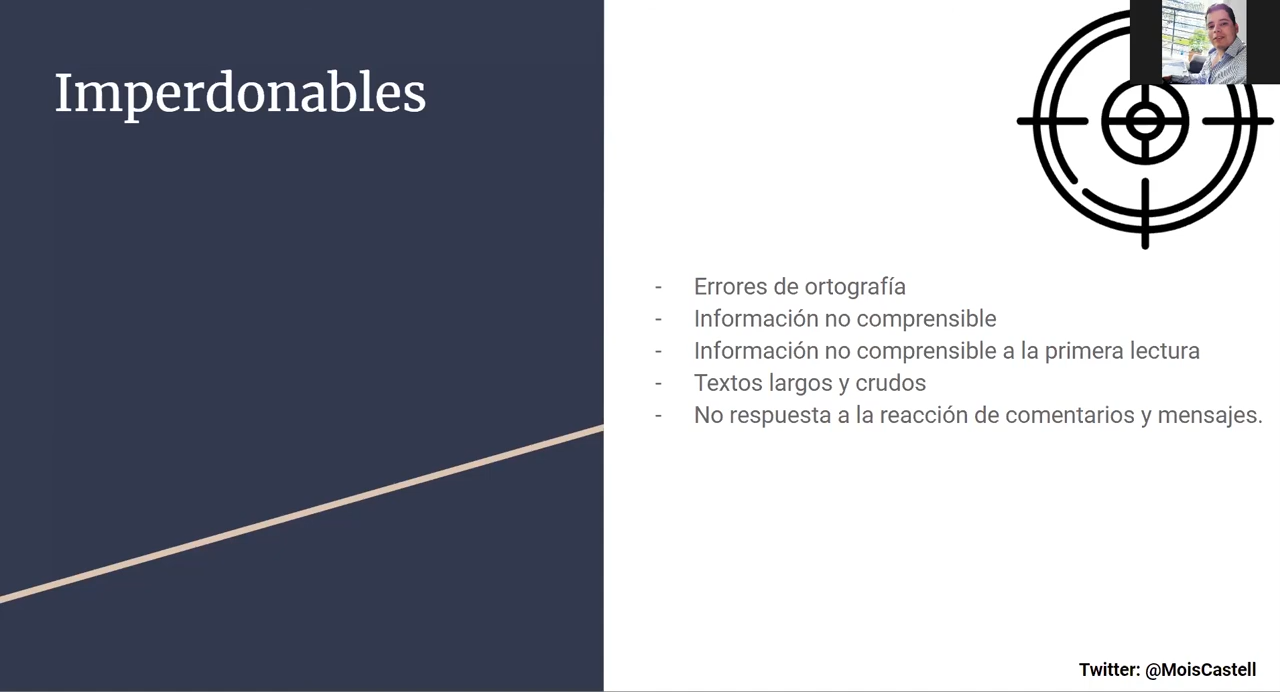 Imperdonables
- Errores de ortografía
- Información no comprensible
- Información no comprensible a la primera lectura
- Textos largos y crudos
- No respuesta a la reacción de comentarios y mensajes.
Twitter: @MoisCastell